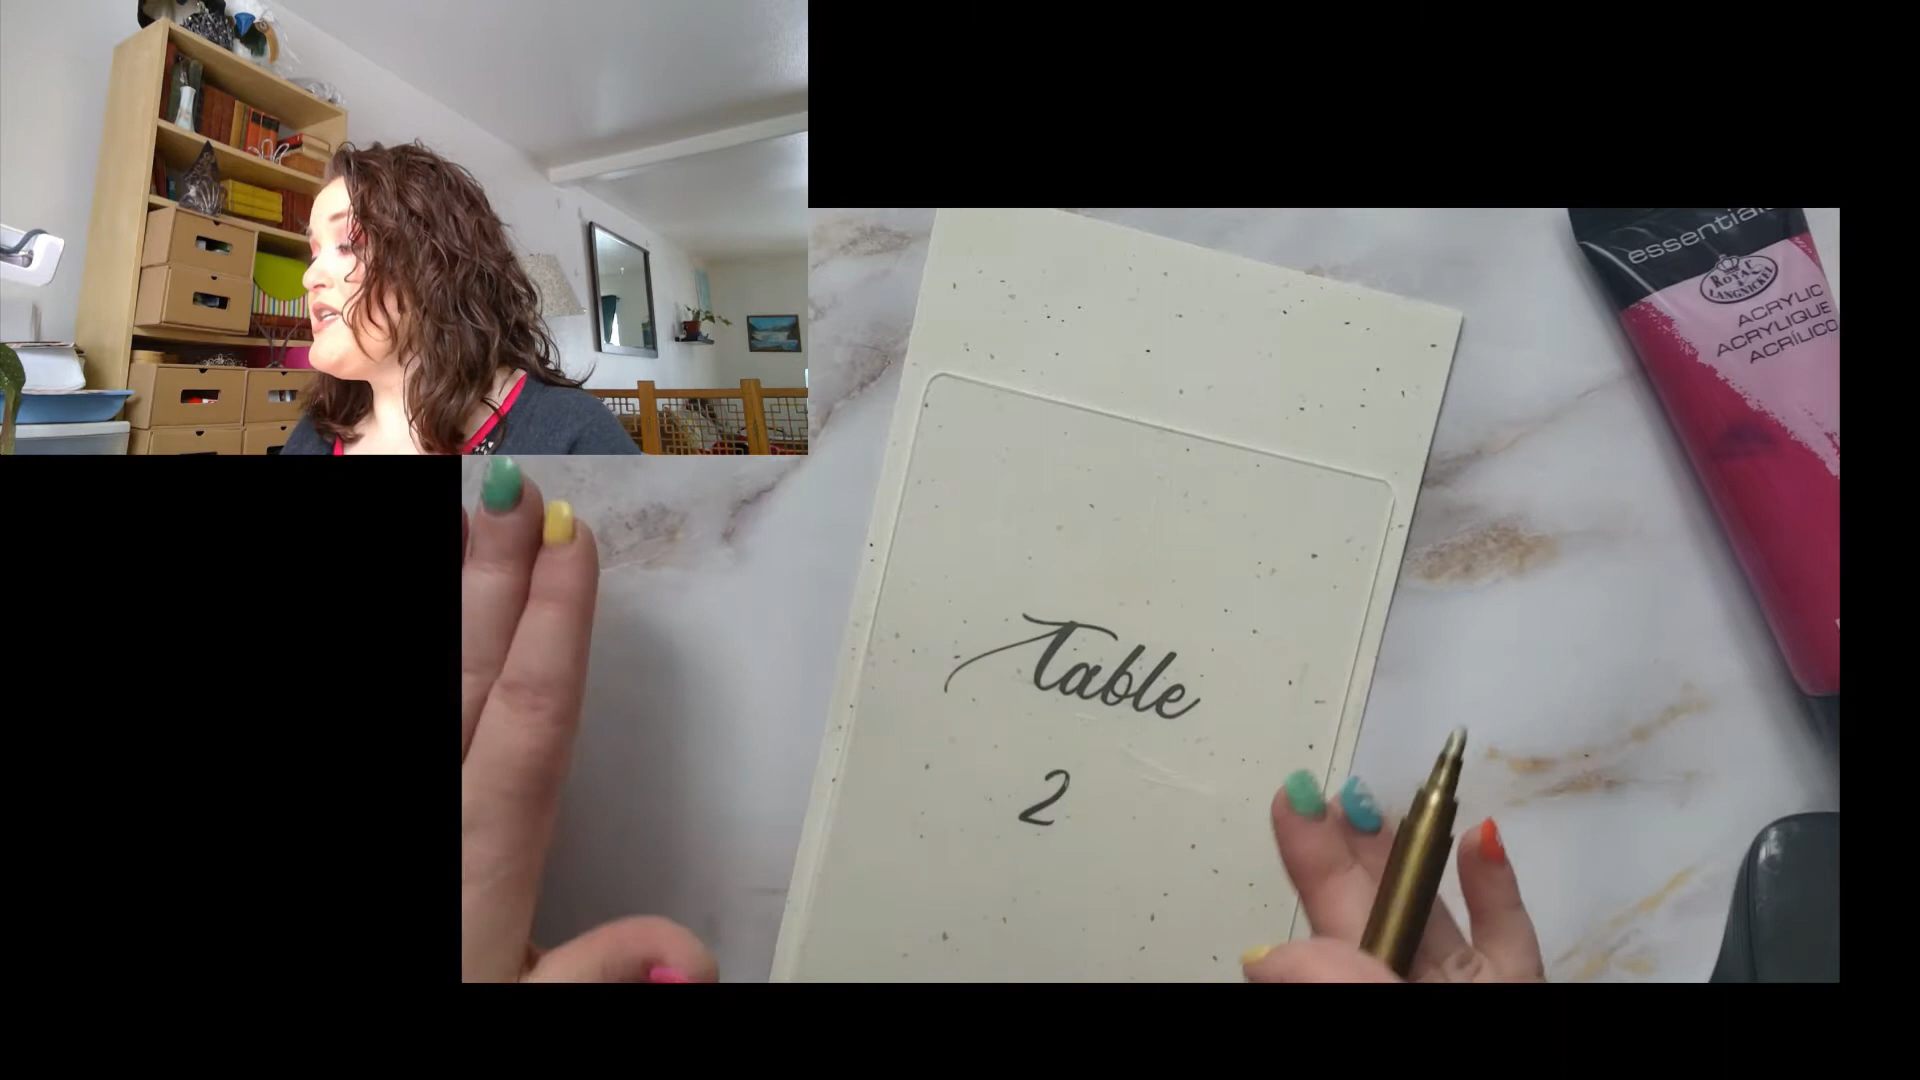 essentials
ROYAL &
LANGNICKEL
ACRYLIC
ACRYLIQUE
ACRÍLICO
Table
2